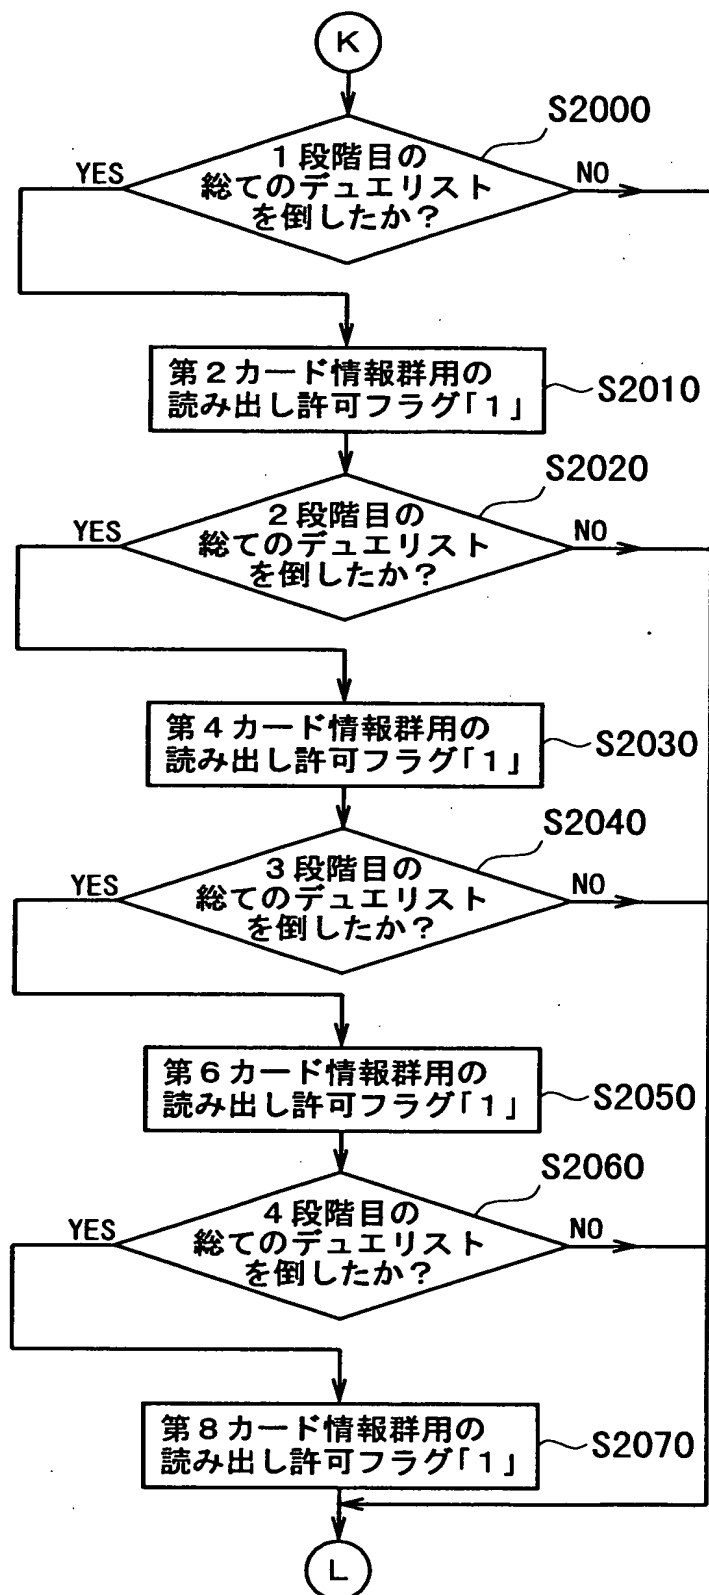 K
S2000
1段階目の
総てのデュエリスト
を倒したか?
YES
NO
第2カード情報群用の
読み出し許可フラグ「1」
S2010
S2020
2段階目の
総てのデュエリスト
を倒したか?
YES
NO
第4カード情報群用の
読み出し許可フラグ「1」
S2030
S2040
3段階目の
総てのデュエリスト
を倒したか?
YES
NO
第6カード情報群用の
読み出し許可フラグ「1」
S2050
S2060
4段階目の
総てのデュエリスト
を倒したか?
YES
NO
第8カード情報群用の
読み出し許可フラグ「1」
S2070
L